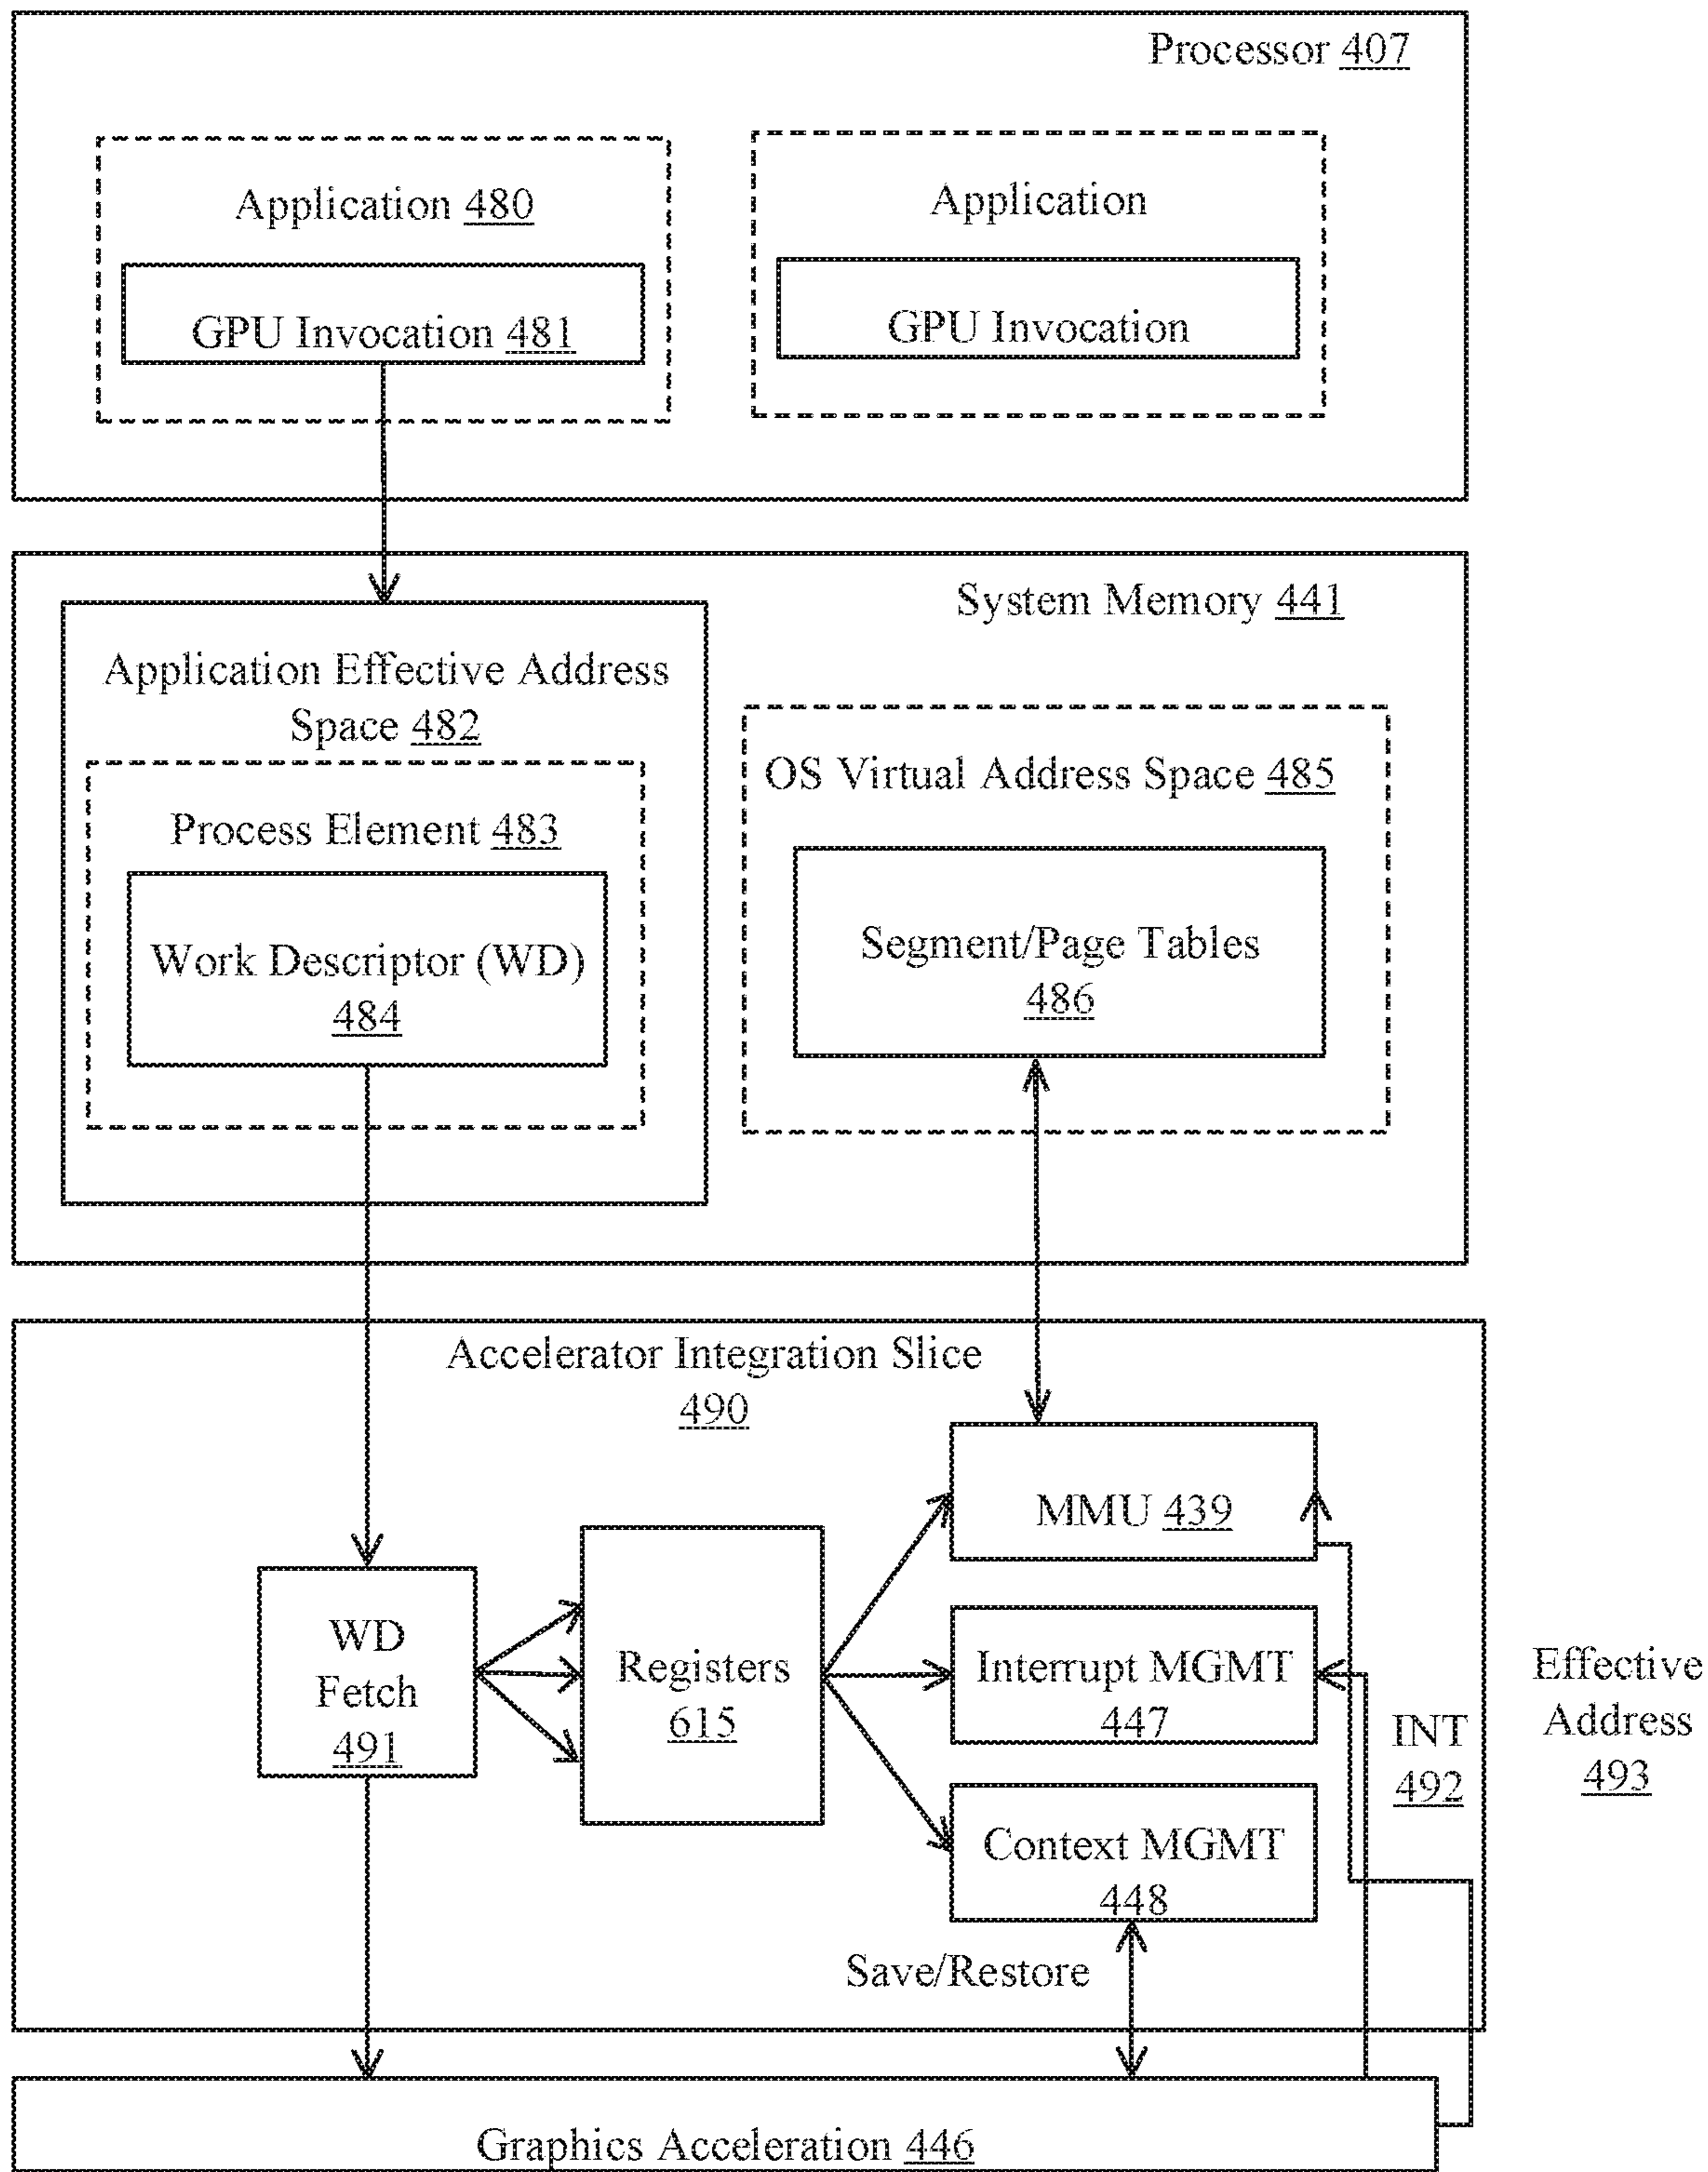 Processor 407
Application 480
Application
GPU Invocation 481
GPU Invocation
System Memory 441
Application Effective Address
Space 482
OS Virtual Address Space 485
Process Element 483
Segment/Page Tables
486
Work Descriptor (WD)
484
Accelerator Integration Slice
490
MMU 439
WD
Fetch
491
Registers
615
Interrupt MGMT
447
INT
492
Effective
Address
493
Context MGMT
448
Save/Restore
Graphics Acceleration 446